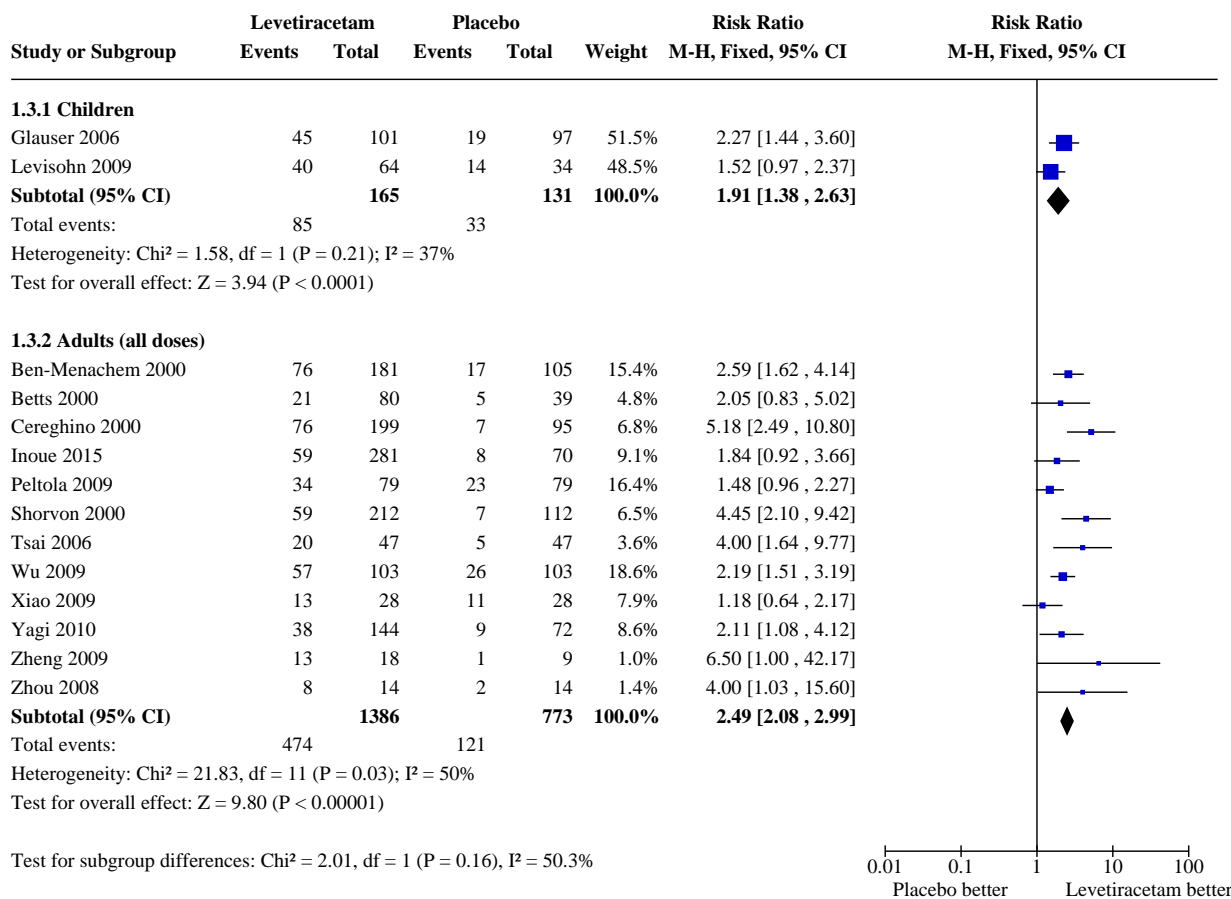 Levetiracetam Placebo Risk Ratio Risk Ratio
Study or Subgroup Events Total Events Total Weight M-H, Fixed, 95% CI M-H, Fixed, 95% CI
1.3.1 Children
Glauser 2006 45 101 19 97 51.5% 2.27 [1.44 , 3.60]
Levisohn 2009 40 64 14 34 48.5% 1.52 [0.97 , 2.37]
Subtotal (95% CI) 165 131 100.0% 1.91 [1.38 , 2.63]
Total events: 85 33
Heterogeneity: Chi² = 1.58, df = 1 (P = 0.21); I² = 37%
Test for overall effect: Z = 3.94 (P < 0.0001)
1.3.2 Adults (all doses)
Ben-Menachem 2000 76 181 17 105 15.4% 2.59 [1.62 , 4.14]
Betts 2000 21 80 5 39 4.8% 2.05 [0.83 , 5.02]
Cereghino 2000 76 199 7 95 6.8% 5.18 [2.49 , 10.80]
Inoue 2015 59 281 8 70 9.1% 1.84 [0.92 , 3.66]
Peltola 2009 34 79 23 79 16.4% 1.48 [0.96 , 2.27]
Shorvon 2000 59 212 7 112 6.5% 4.45 [2.10 , 9.42]
Tsai 2006 20 47 5 47 3.6% 4.00 [1.64 , 9.77]
Wu 2009 57 103 26 103 18.6% 2.19 [1.51 , 3.19]
Xiao 2009 13 28 11 28 7.9% 1.18 [0.64 , 2.17]
Yagi 2010 38 144 9 72 8.6% 2.11 [1.08 , 4.12]
Zheng 2009 13 18 1 9 1.0% 6.50 [1.00 , 42.17]
Zhou 2008 8 14 2 14 1.4% 4.00 [1.03 , 15.60]
Subtotal (95% CI) 1386 773 100.0% 2.49 [2.08 , 2.99]
Total events: 474 121
Heterogeneity: Chi² = 21.83, df = 11 (P = 0.03); I² = 50%
Test for overall effect: Z = 9.80 (P < 0.00001)
Test for subgroup differences: Chi² = 2.01, df = 1 (P = 0.16), I² = 50.3%
0.01 0.1 1 10 100
Placebo better Levetiracetam better